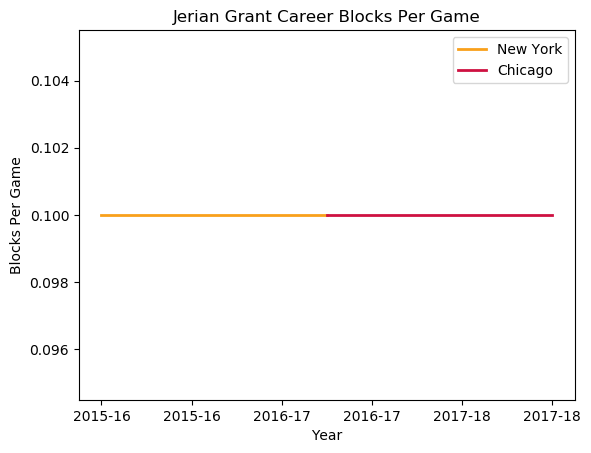 Jerian Grant Career Blocks Per Game
New York
Chicago
0.104
0.102
0.100
0.098
0.096
Blocks Per Game
2015-16 2015-16 2016-17 2016-17 2017-18 2017-18
Year